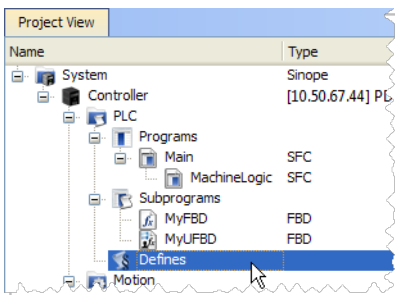 Project View
Name Type
System Sinope
Controller [10.50.67.44]
PLC
Programs
Main SFC
MachineLogic SFC
Subprograms
MyFBD FBD
MyUFBD FBD
Defines
Motion